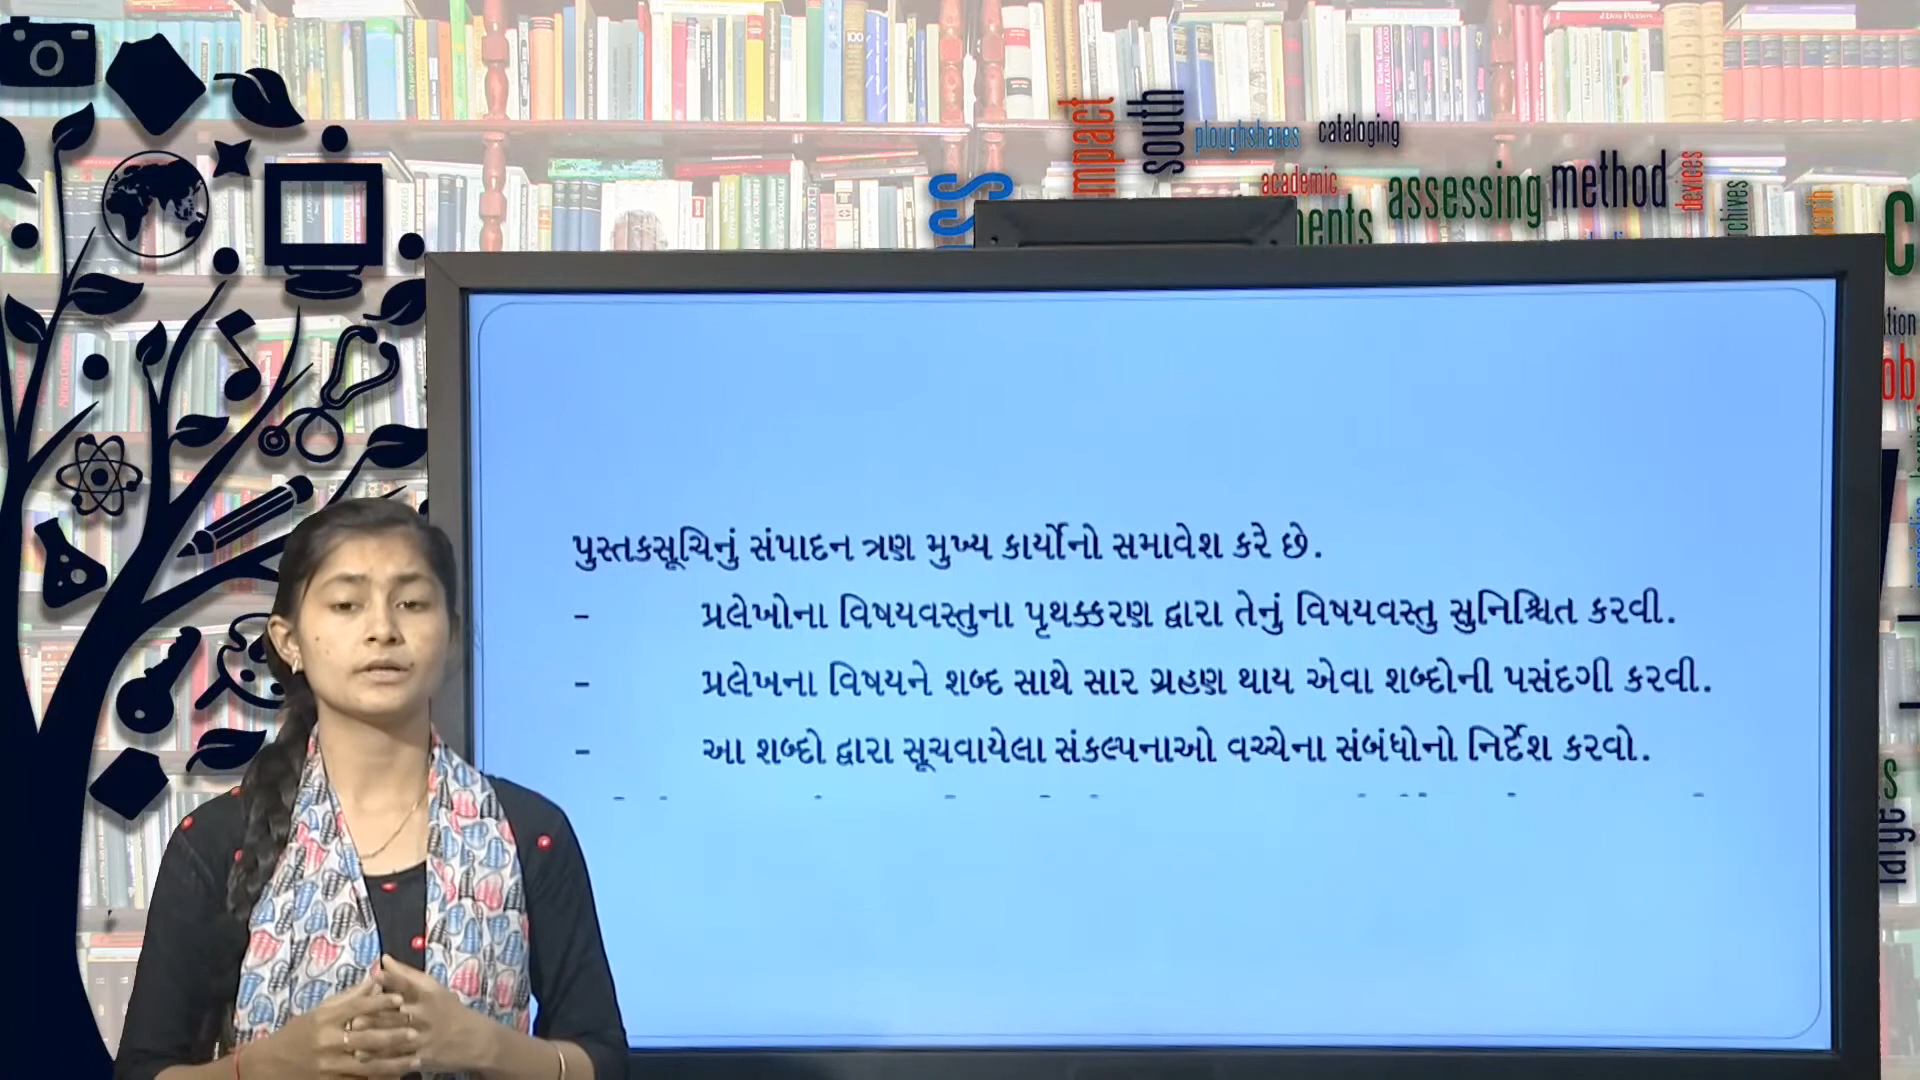 impact
south
ploughshares
cataloging
academic
assessing
method
devices
પુસ્તકસૂચિનું સંપાદન ત્રણ મુખ્ય કાર્યોનો સમાવેશ કરે છે.
- પ્રલેખોના વિષયવસ્તુના પૃથક્કરણ દ્વારા તેનું વિષયવસ્તુ સુનિશ્ચિત કરવી.
- પ્રલેખના વિષયને શબ્દ સાથે સાર ગ્રહણ થાય એવા શબ્દોની પસંદગી કરવી.
- આ શબ્દો દ્વારા સૂચવાયેલા સંકલ્પનાઓ વચ્ચેના સંબંધોનો નિર્દેશ કરવો.